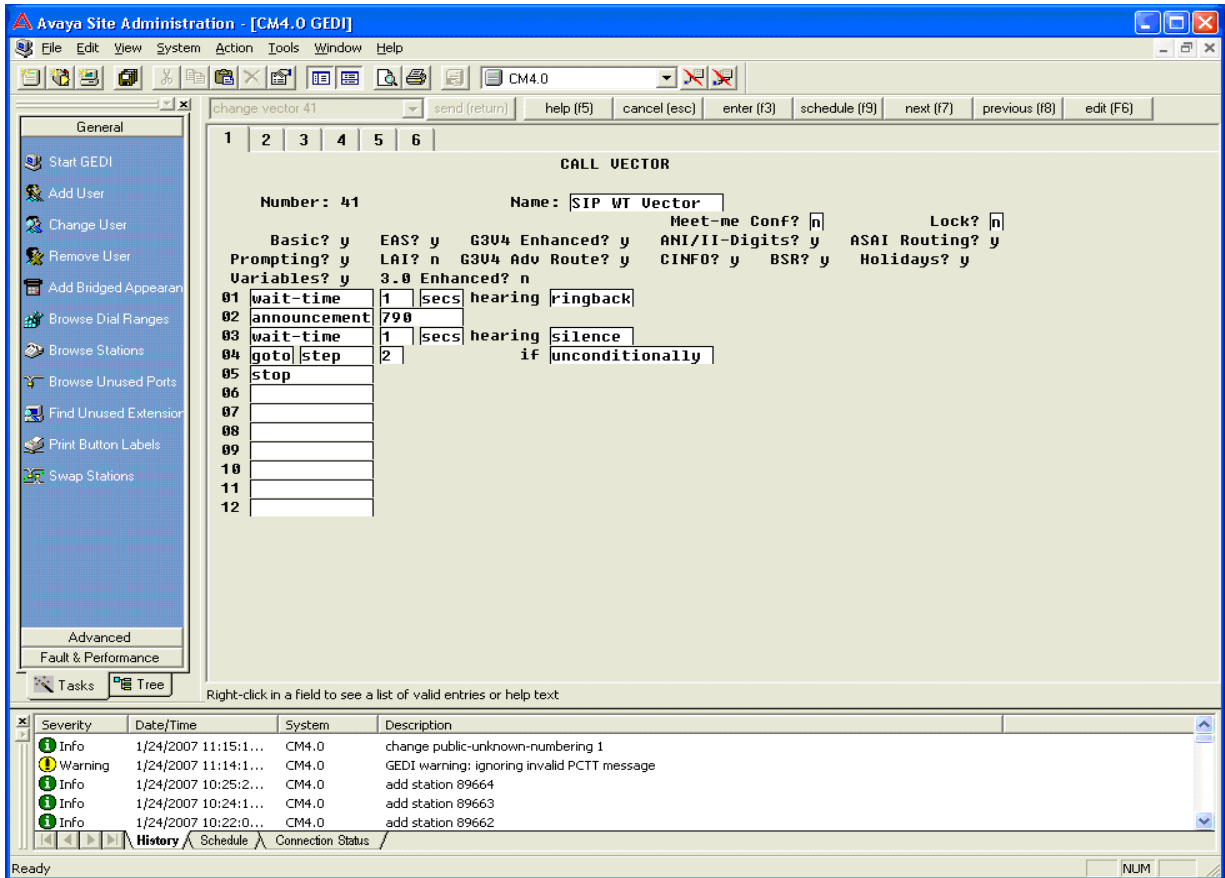 Avaya Site Administration - [CM4.0 GEDI]
File Edit View System Action Tools Window Help
CM4.0
change vector 41 send (return) help (f5) cancel (esc) enter (f3) schedule (f9) next (f7) previous (f8) edit (F6)
General
Start GEDI
Add User
Change User
Remove User
Add Bridged Appearan
Browse Dial Ranges
Browse Stations
Browse Unused Ports
Find Unused Extension
Print Button Labels
Swap Stations
Advanced
Fault & Performance
Tasks Tree
1 2 3 4 5 6
CALL VECTOR
Number: 41 Name: SIP WT Vector
Meet-me Conf? n Lock? n
Basic? y EAS? y G3V4 Enhanced? y ANI/II-Digits? y ASAI Routing? y
Prompting? y LAI? n G3V4 Adv Route? y CINFO? y BSR? y Holidays? y
Variables? y 3.0 Enhanced? n
01 wait-time 1 secs hearing ringback
02 announcement 790
03 wait-time 1 secs hearing silence
04 goto step 2 if unconditionally
05 stop
06
07
08
09
10
11
12
Right-click in a field to see a list of valid entries or help text
Severity Date/Time System Description
Info 1/24/2007 11:15:1... CM4.0 change public-unknown-numbering 1
Warning 1/24/2007 11:14:1... CM4.0 GEDI warning: ignoring invalid PCTT message
Info 1/24/2007 10:25:2... CM4.0 add station 89664
Info 1/24/2007 10:24:1... CM4.0 add station 89663
Info 1/24/2007 10:22:0... CM4.0 add station 89662
History Schedule Connection Status
Ready NUM